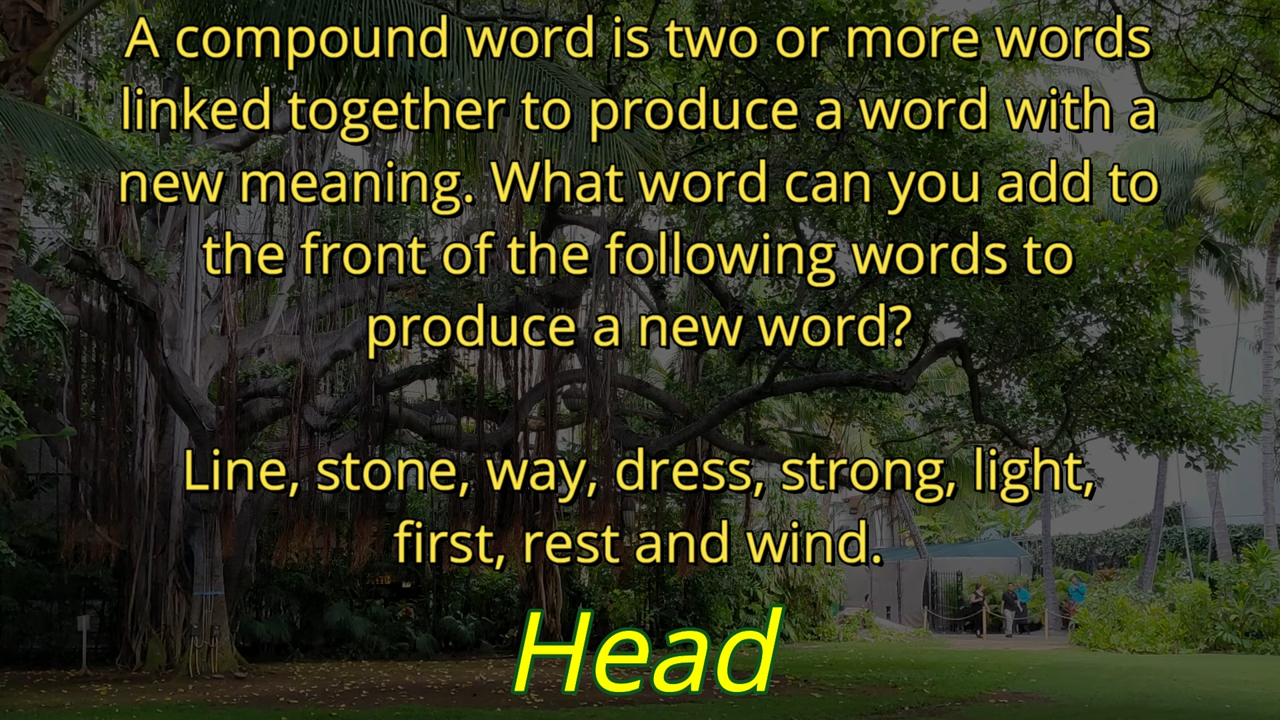 A compound word is two or more words
linked together to produce a word with a
new meaning. What word can you add to
the front of the following words to
produce a new word?
Line, stone, way, dress, strong, light,
first, rest and wind.
Head